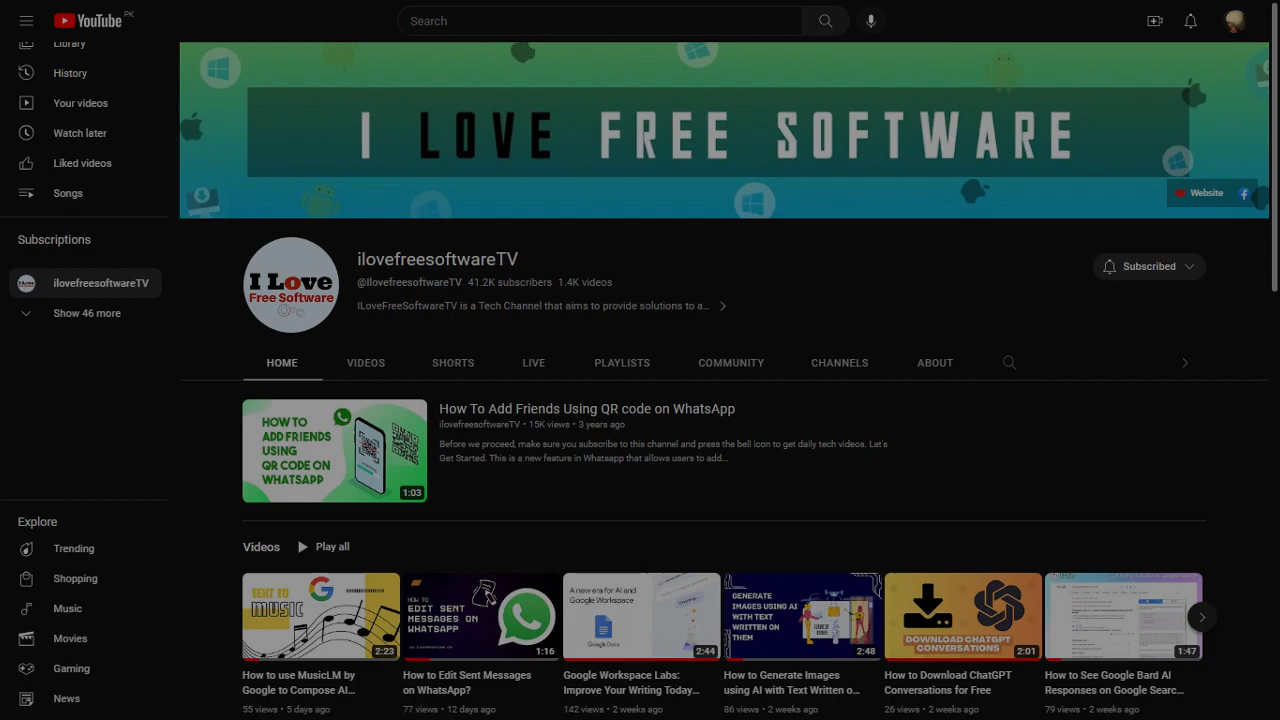 YouTube PK
Search
Library
History
Your videos
Watch later
Liked videos
Songs
Subscriptions
ilovefreesoftwareTV
Show 46 more
Explore
Trending
Shopping
Music
Movies
Gaming
News
I LOVE FREE SOFTWARE
Website
I Love
Free Software
ilovefreesoftwareTV
@IlovefreesoftwareTV 41.2K subscribers 1.4K videos
ILoveFreeSoftwareTV is a Tech Channel that aims to provide solutions to a...
Subscribed
HOME VIDEOS SHORTS LIVE PLAYLISTS COMMUNITY CHANNELS ABOUT
HOW TO
ADD FRIENDS
USING
QR CODE ON
WHATSAPP
1:03
How To Add Friends Using QR code on WhatsApp
ilovefreesoftwareTV • 15K views • 3 years ago
Before we proceed, make sure you subscribe to this channel and press the bell icon to get daily tech videos. Let's
Get Started. This is a new feature in Whatsapp that allows users to add...
Videos Play all
TEXT TO
MUSIC
2:23
How to use MusicLM by
Google to Compose AI...
55 views • 5 days ago
HOW TO
EDIT SENT
MESSAGES
ON WHATSAPP
1:16
How to Edit Sent Messages
on WhatsApp?
77 views • 12 days ago
A new era for AI and
Google Workspace
Google Docs
2:44
Google Workspace Labs:
Improve Your Writing Today...
142 views • 2 weeks ago
GENERATE
IMAGES USING AI
WITH TEXT
WRITTEN ON
THEM
2:48
How to Generate Images
using AI with Text Written o...
86 views • 2 weeks ago
DOWNLOAD CHATGPT
CONVERSATIONS
2:01
How to Download ChatGPT
Conversations for Free
26 views • 2 weeks ago
1:47
How to See Google Bard AI
Responses on Google Searc...
79 views • 2 weeks ago